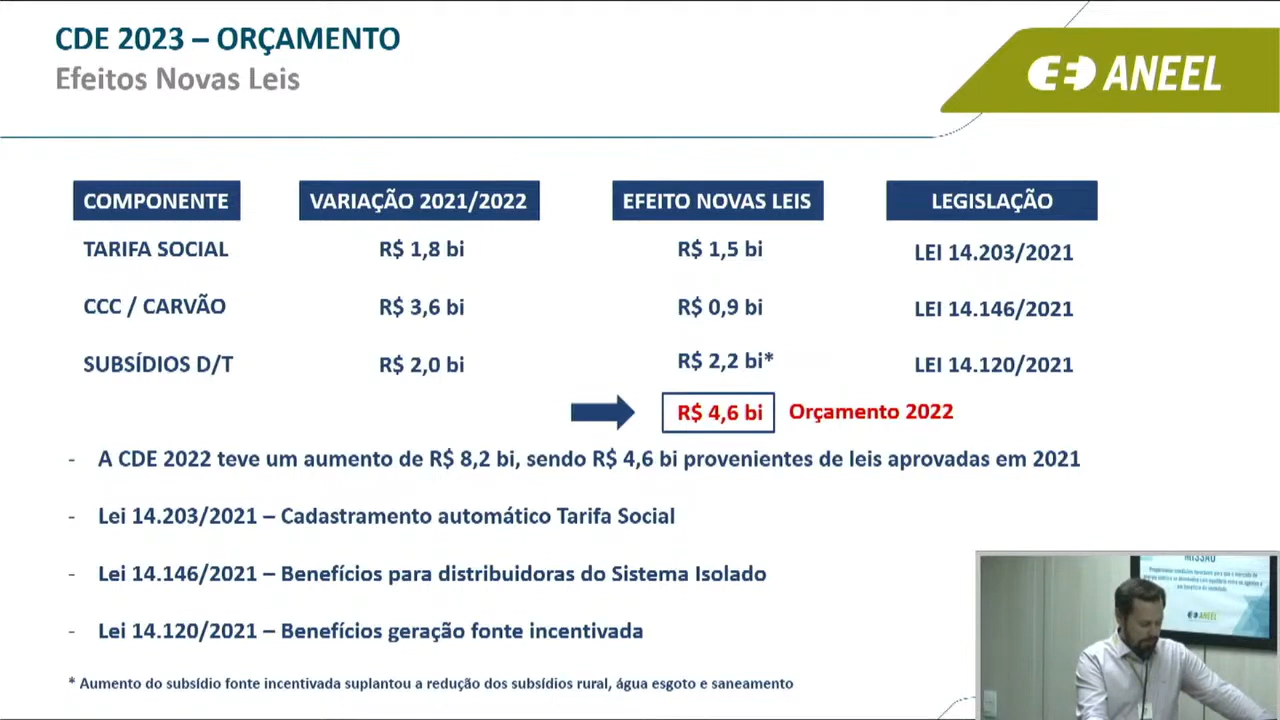 CDE 2023 – ORÇAMENTO
Efeitos Novas Leis
ANEEL
COMPONENTE VARIAÇÃO 2021/2022 EFEITO NOVAS LEIS LEGISLAÇÃO
TARIFA SOCIAL R$ 1,8 bi R$ 1,5 bi LEI 14.203/2021
CCC / CARVÃO R$ 3,6 bi R$ 0,9 bi LEI 14.146/2021
SUBSÍDIOS D/T R$ 2,0 bi R$ 2,2 bi* LEI 14.120/2021
R$ 4,6 bi Orçamento 2022
- A CDE 2022 teve um aumento de R$ 8,2 bi, sendo R$ 4,6 bi provenientes de leis aprovadas em 2021
- Lei 14.203/2021 – Cadastramento automático Tarifa Social
- Lei 14.146/2021 – Benefícios para distribuidoras do Sistema Isolado
- Lei 14.120/2021 – Benefícios geração fonte incentivada
* Aumento do subsídio fonte incentivada suplantou a redução dos subsídios rural, água esgoto e saneamento
MISSÃO
ANEEL